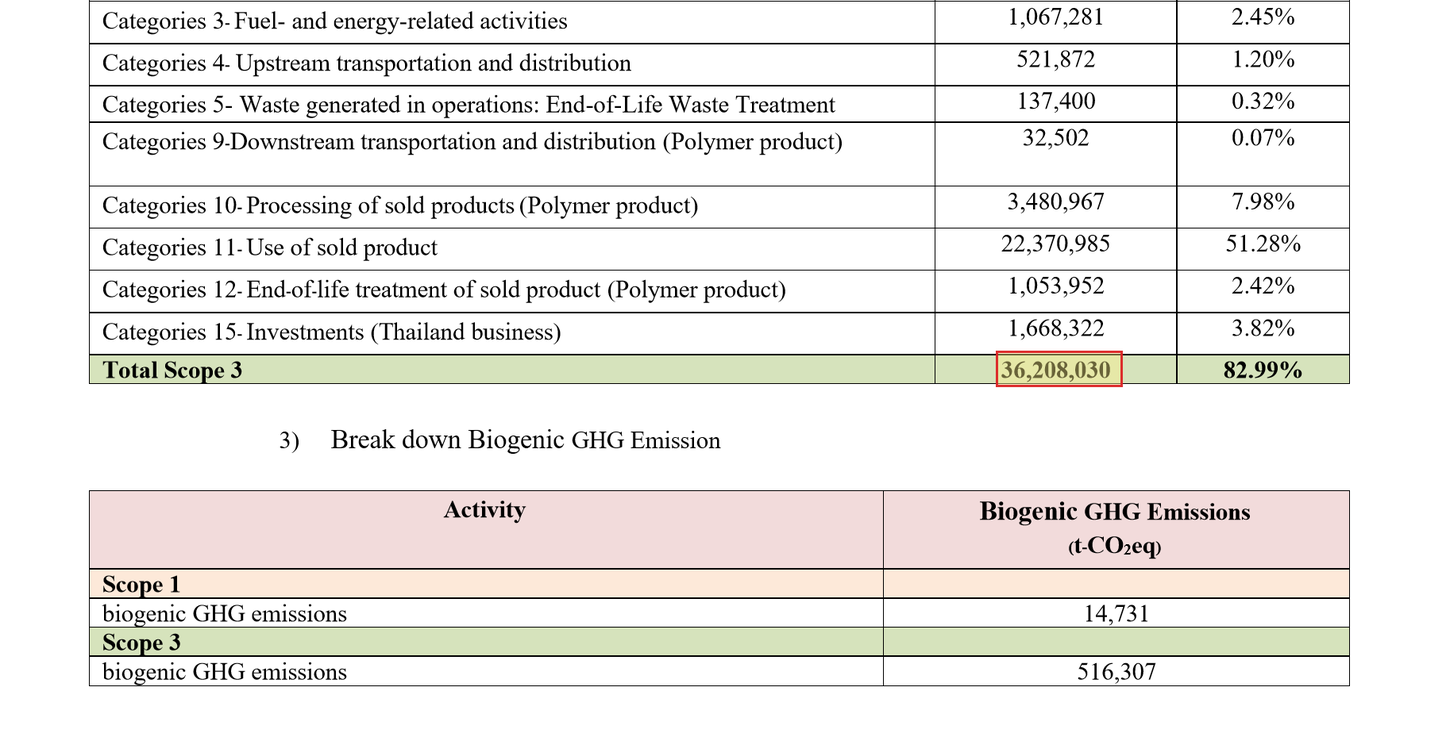 Categories 3- Fuel- and energy-related activities 1,067,281 2.45%
Categories 4- Upstream transportation and distribution 521,872 1.20%
Categories 5- Waste generated in operations: End-of-Life Waste Treatment 137,400 0.32%
Categories 9-Downstream transportation and distribution (Polymer product) 32,502 0.07%
Categories 10- Processing of sold products (Polymer product) 3,480,967 7.98%
Categories 11- Use of sold product 22,370,985 51.28%
Categories 12- End-of-life treatment of sold product (Polymer product) 1,053,952 2.42%
Categories 15- Investments (Thailand business) 1,668,322 3.82%
Total Scope 3 36,208,030 82.99%
3) Break down Biogenic GHG Emission
Activity Biogenic GHG Emissions
(t-CO₂eq)
Scope 1
biogenic GHG emissions 14,731
Scope 3
biogenic GHG emissions 516,307